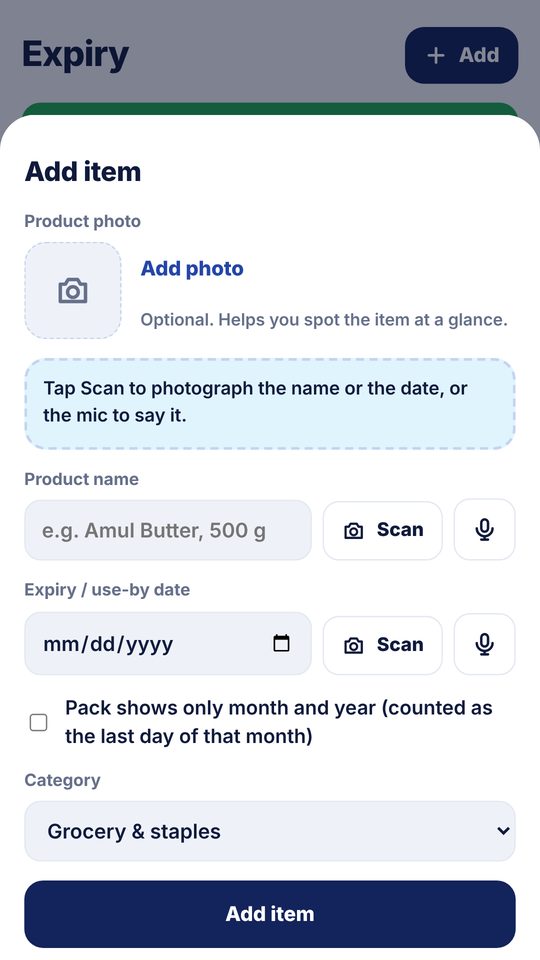 Expiry
+ Add
Add item
Product photo
Add photo
Optional. Helps you spot the item at a glance.
Tap Scan to photograph the name or the date, or
the mic to say it.
Product name
e.g. Amul Butter, 500 g
Scan
Expiry / use-by date
mm/dd/yyyy
Scan
Pack shows only month and year (counted as
the last day of that month)
Category
Grocery & staples
Add item